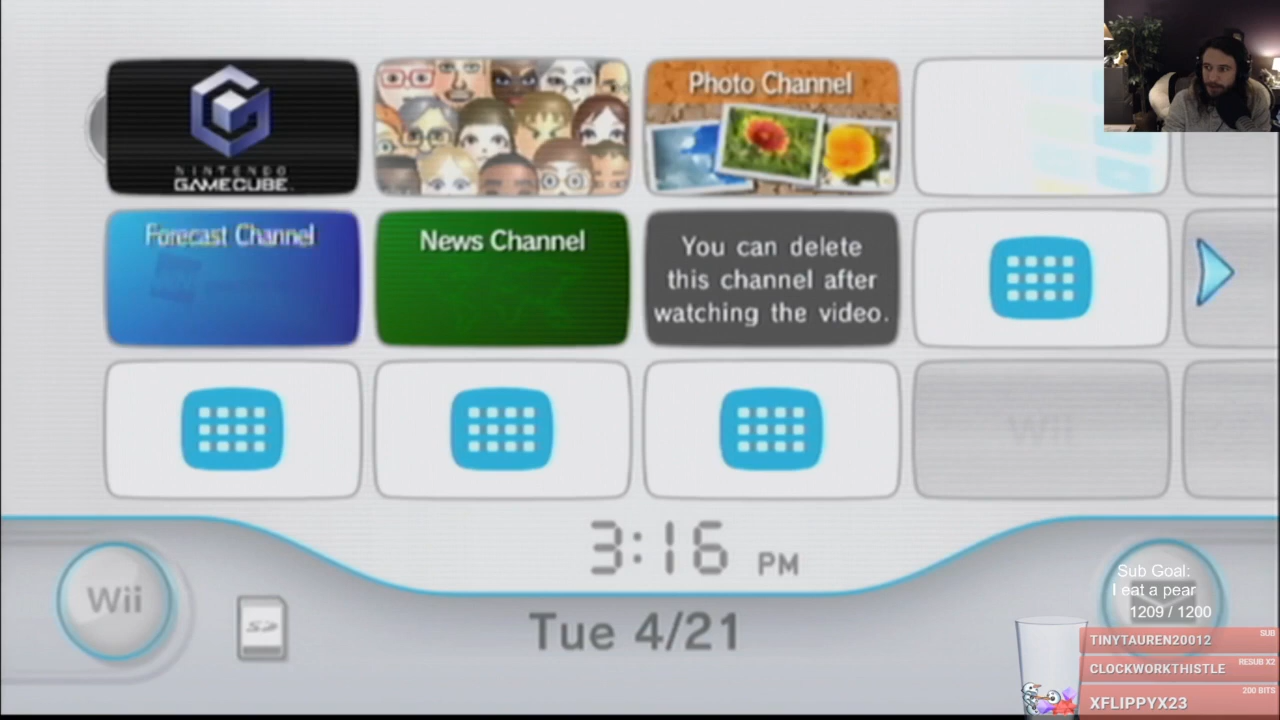 NINTENDO
GAMECUBE
Photo Channel
Forecast Channel
News Channel
You can delete
this channel after
watching the video.
Wii
3:16 PM
Tue 4/21
Wii
SD
Sub Goal:
I eat a pear
1209 / 1200
TINYTAUREN20012 SUB
CLOCKWORKTHISTLE RESUB X2
XFLIPPYX23 200 BITS